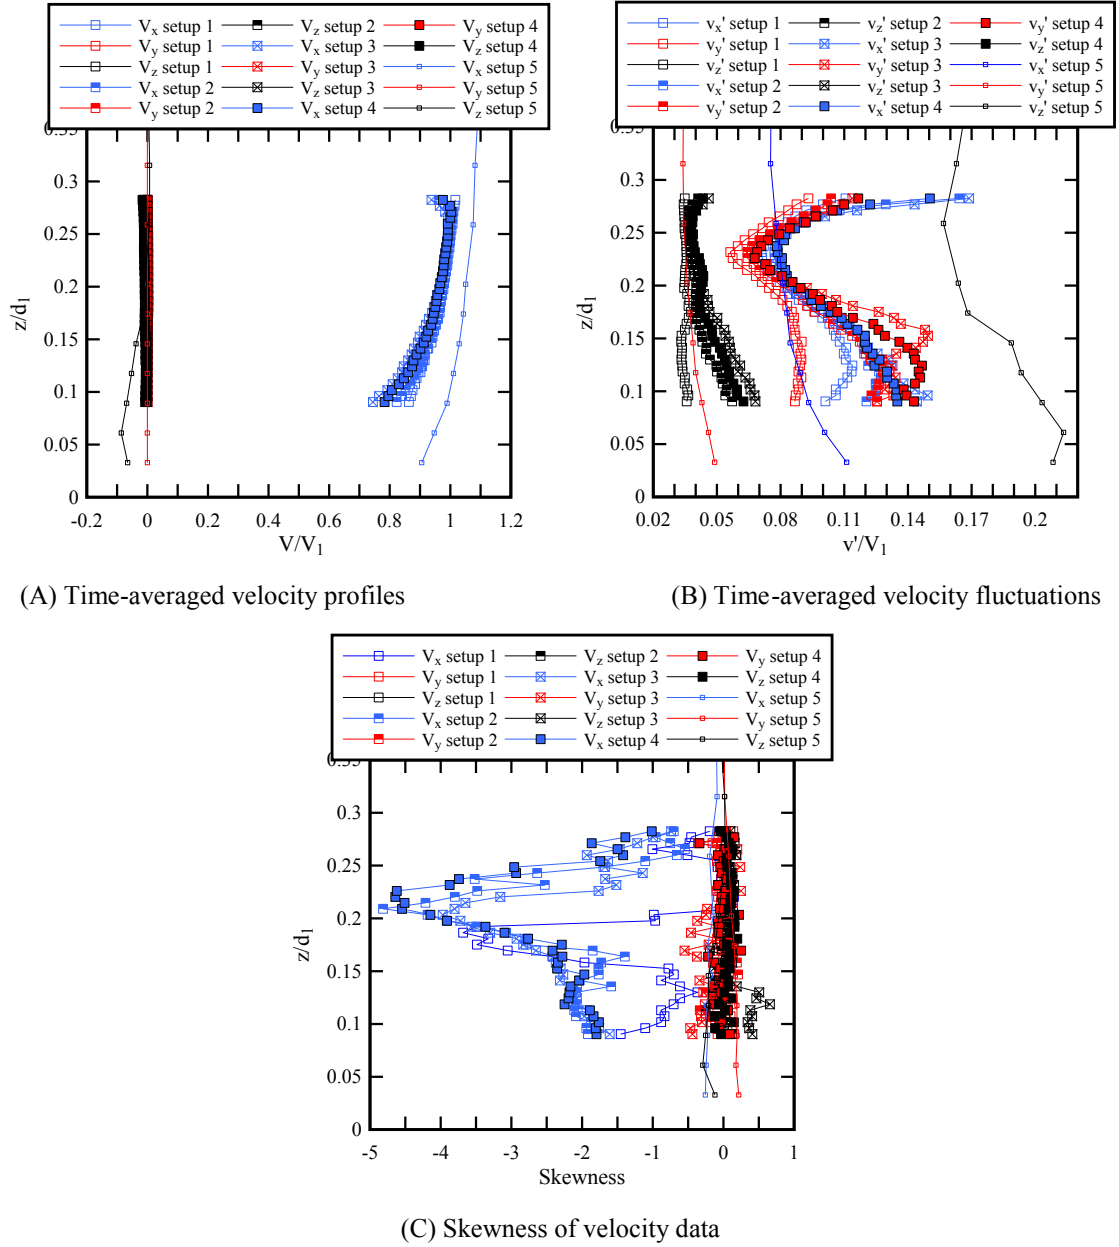 Vx setup 1 Vz setup 2 Vy setup 4
Vy setup 1 Vx setup 3 Vz setup 4
Vz setup 1 Vy setup 3 Vx setup 5
Vx setup 2 Vz setup 3 Vy setup 5
Vy setup 2 Vx setup 4 Vz setup 5
0.35
0.3
0.25
0.2
0.15
0.1
0.05
0
z/d1
-0.2 0 0.2 0.4 0.6 0.8 1 1.2
V/V1
(A) Time-averaged velocity profiles
vx' setup 1 vz' setup 2 vy' setup 4
vy' setup 1 vx' setup 3 vz' setup 4
vz' setup 1 vy' setup 3 vx' setup 5
vx' setup 2 vz' setup 3 vy' setup 5
vy' setup 2 vx' setup 4 vz' setup 5
0.35
0.3
0.25
0.2
0.15
0.1
0.05
0
z/d1
0.02 0.05 0.08 0.11 0.14 0.17 0.2
v'/V1
(B) Time-averaged velocity fluctuations
Vx setup 1 Vz setup 2 Vy setup 4
Vy setup 1 Vx setup 3 Vz setup 4
Vz setup 1 Vy setup 3 Vx setup 5
Vx setup 2 Vz setup 3 Vy setup 5
Vy setup 2 Vx setup 4 Vz setup 5
0.35
0.3
0.25
0.2
0.15
0.1
0.05
0
z/d1
-5 -4 -3 -2 -1 0 1
Skewness
(C) Skewness of velocity data